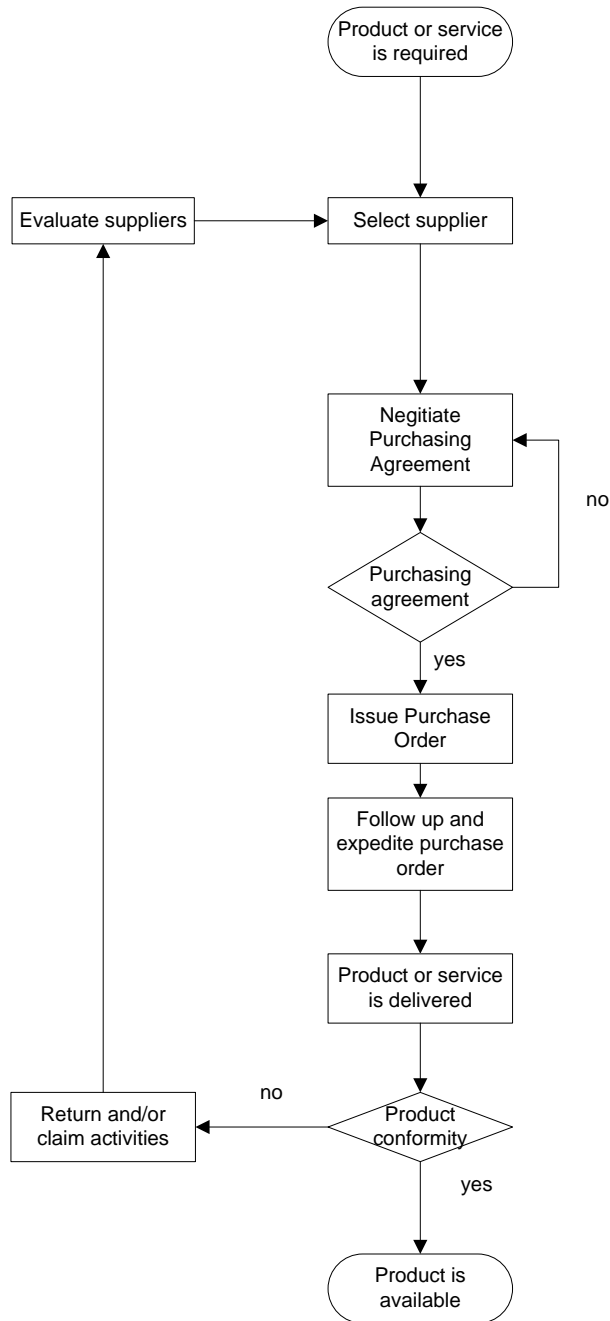 Product or service
is required
Evaluate suppliers
Select supplier
Negitiate
Purchasing
Agreement
no
Purchasing
agreement
yes
Issue Purchase
Order
Follow up and
expedite purchase
order
Product or service
is delivered
no
Return and/or
claim activities
Product
conformity
yes
Product is
available